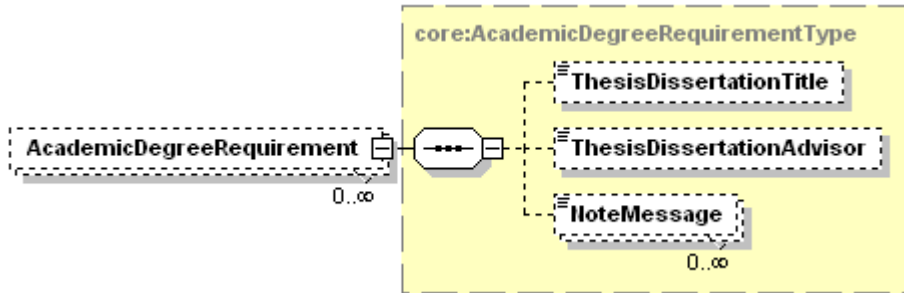 core:AcademicDegreeRequirementType
ThesisDissertationTitle
AcademicDegreeRequirement
0..∞
ThesisDissertationAdvisor
NoteMessage
0..∞